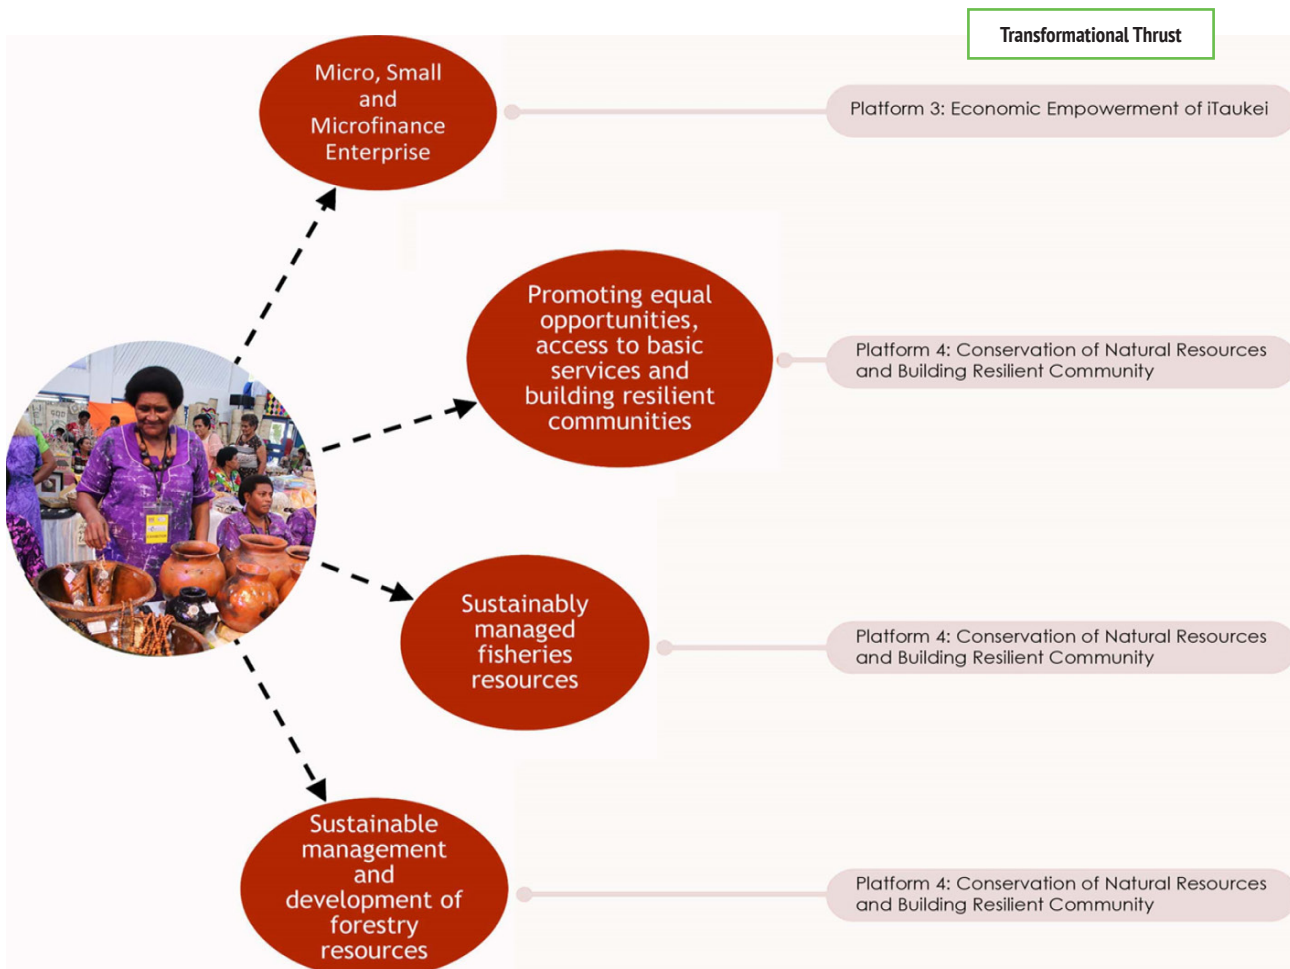 Transformational Thrust
Micro, Small
and
Microfinance
Enterprise
Platform 3: Economic Empowerment of iTaukei
Promoting equal
opportunities,
access to basic
services and
building resilient
communities
Platform 4: Conservation of Natural Resources
and Building Resilient Community
Sustainably
managed
fisheries
resources
Platform 4: Conservation of Natural Resources
and Building Resilient Community
Sustainable
management
and
development of
forestry
resources
Platform 4: Conservation of Natural Resources
and Building Resilient Community